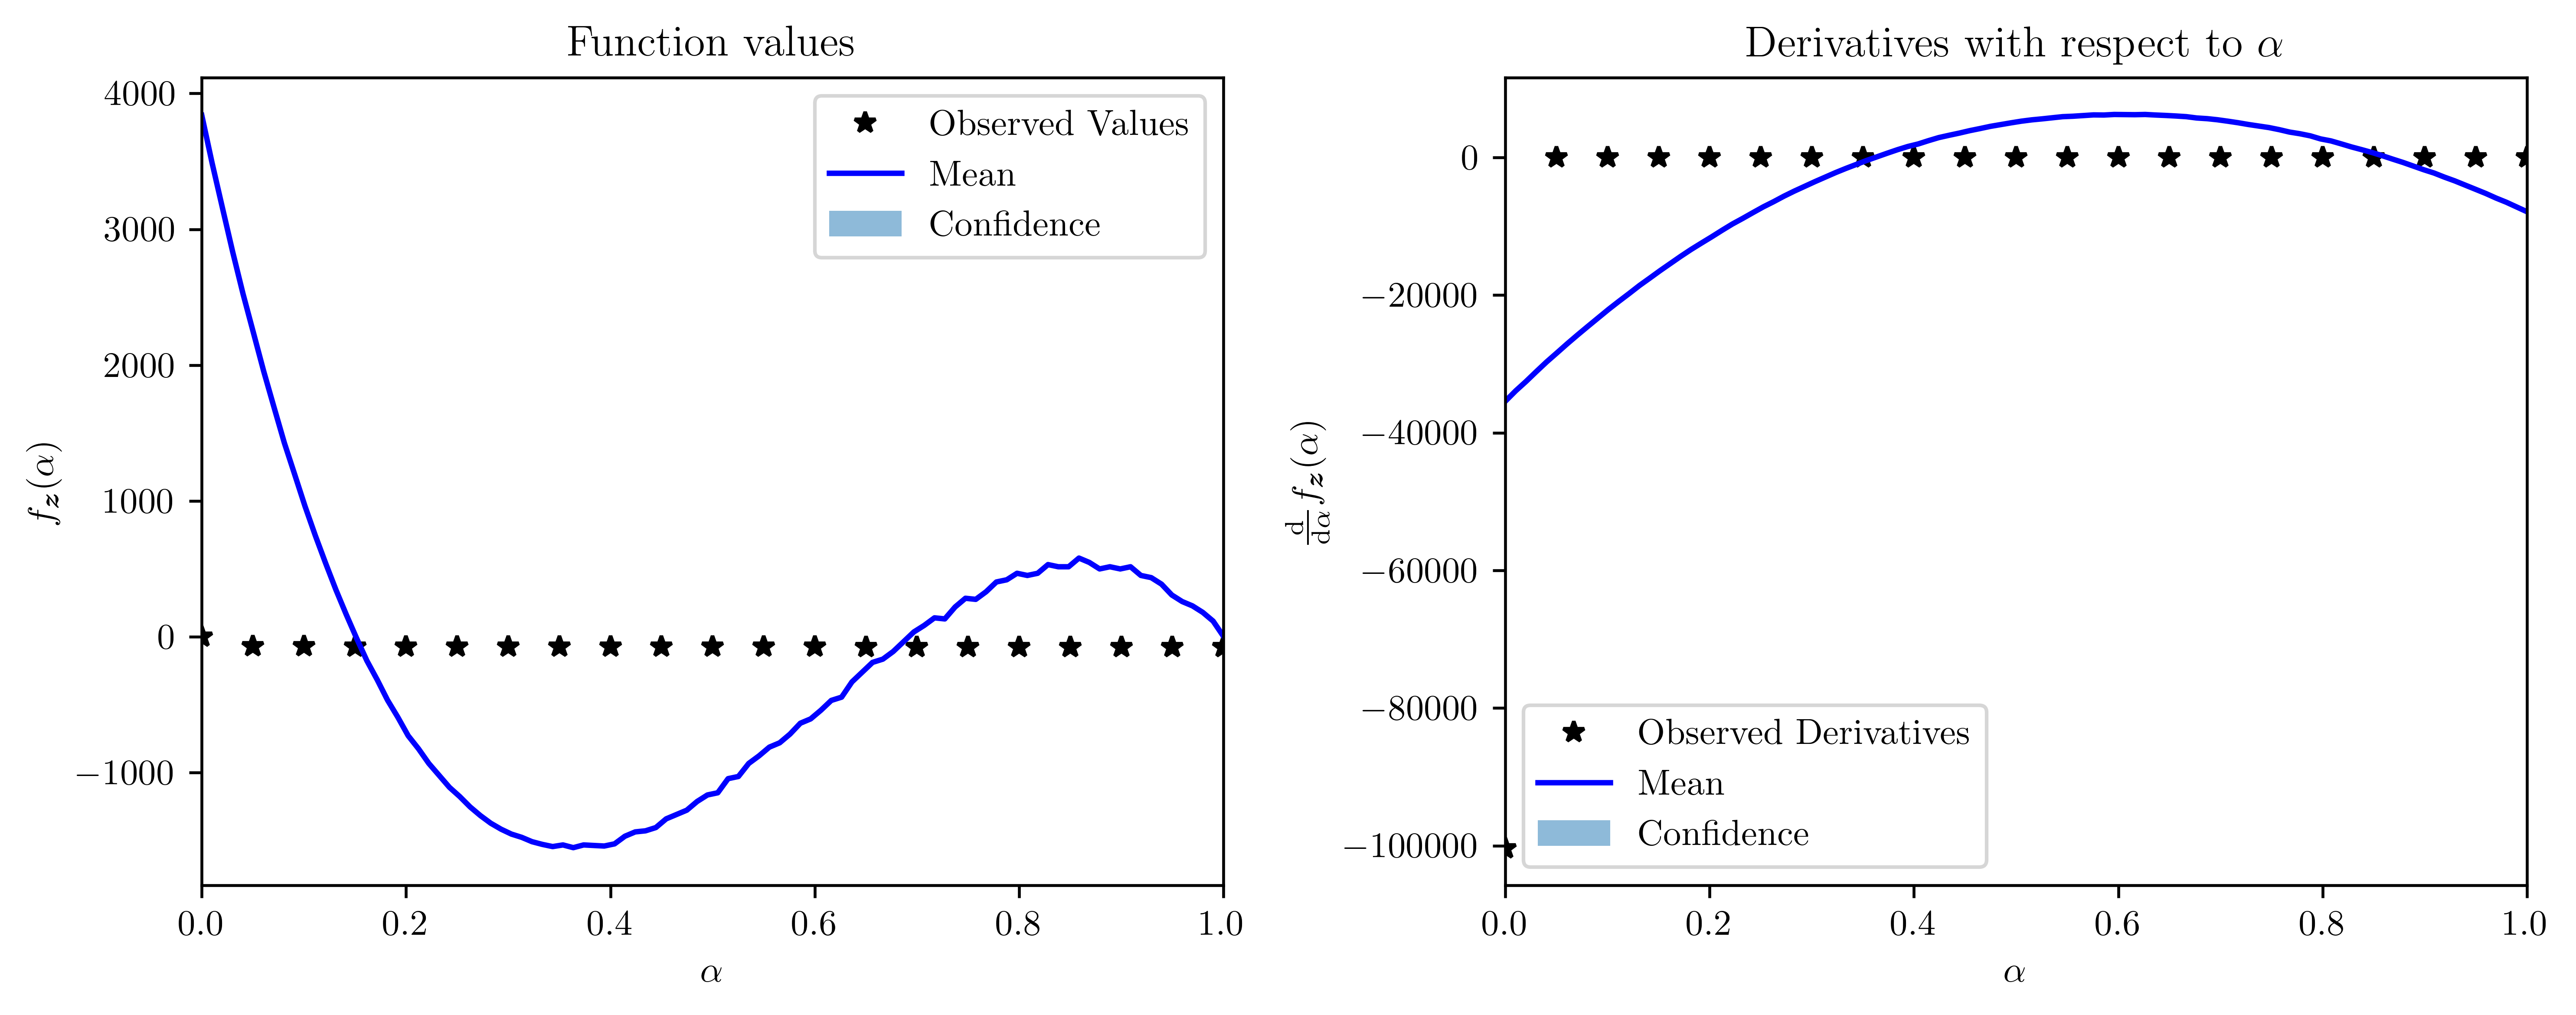 Function values
4000
3000
2000
1000
0
−1000
f_z(α)
0.0 0.2 0.4 0.6 0.8 1.0
α
Observed Values
Mean
Confidence
Derivatives with respect to α
0
−20000
−40000
−60000
−80000
−100000
d/dα f_z(α)
0.0 0.2 0.4 0.6 0.8 1.0
α
Observed Derivatives
Mean
Confidence